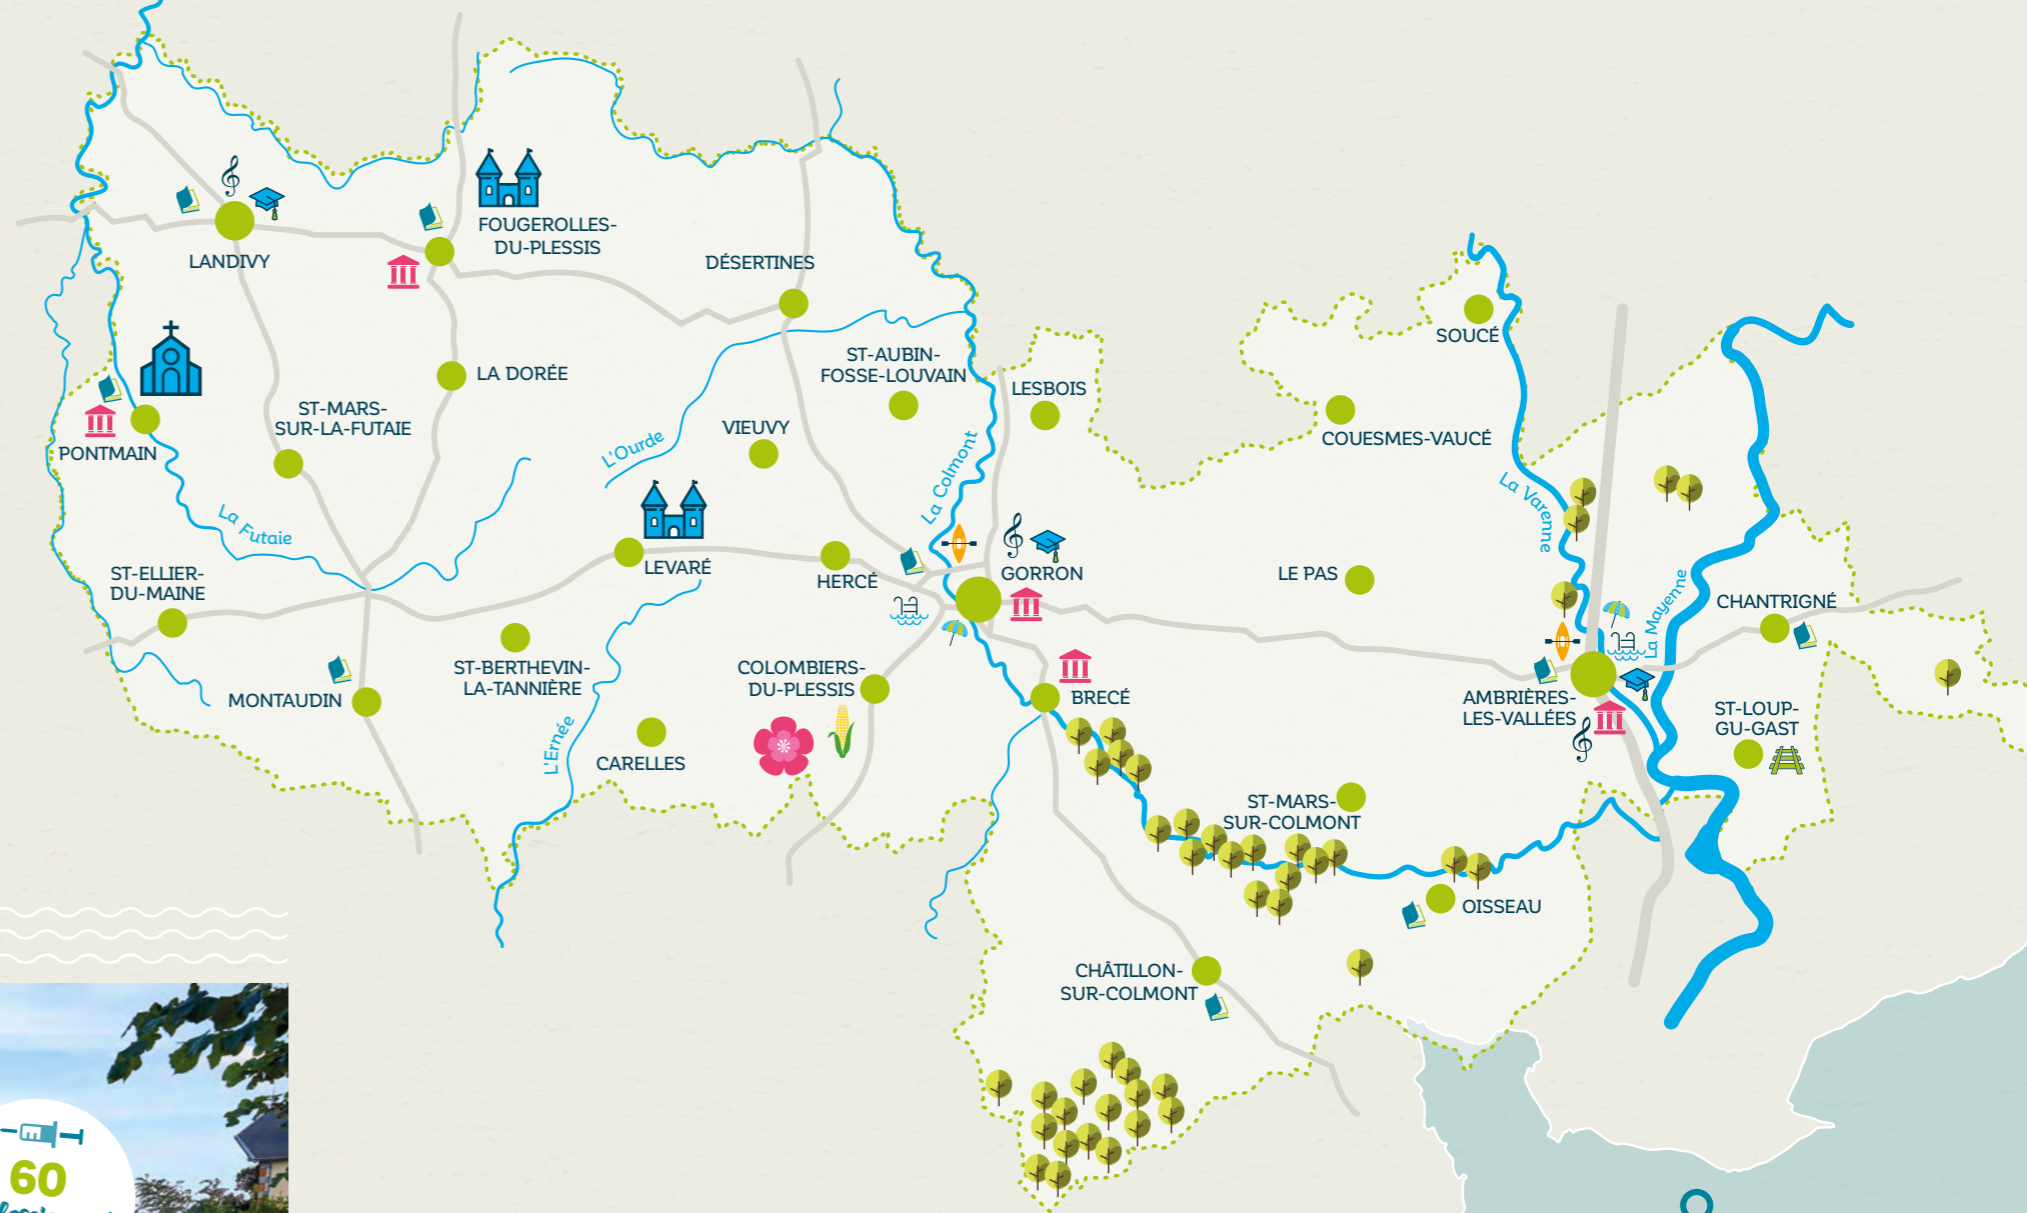 LANDIVY
FOUGEROLLES-
DU-PLESSIS
DÉSERTINES
SOUCÉ
ST-AUBIN-
FOSSE-LOUVAIN
LESBOIS
LA DORÉE
COUESMES-VAUCÉ
ST-MARS-
SUR-LA-FUTAIE
VIEUVY
PONTMAIN
L'Ourde
La Colmont
La Varenne
La Futaie
LEVARÉ
HERCÉ
GORRON
LE PAS
La Mayenne
CHANTRIGNÉ
ST-ELLIER-
DU-MAINE
ST-BERTHEVIN-
LA-TANNIÈRE
COLOMBIERS-
DU-PLESSIS
MONTAUDIN
BRECÉ
AMBRIÈRES-
LES-VALLÉES
ST-LOUP-
GU-GAST
L'Ernée
CARELLES
ST-MARS-
SUR-COLMONT
OISSEAU
CHÂTILLON-
SUR-COLMONT
60